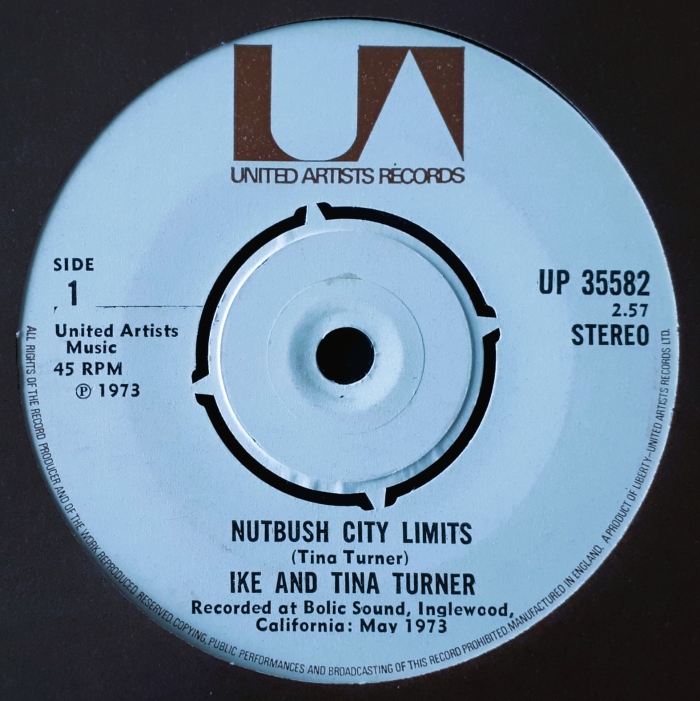 UA
UNITED ARTISTS RECORDS
SIDE
1
United Artists
Music
45 RPM
℗ 1973
UP 35582
2.57
STEREO
NUTBUSH CITY LIMITS
(Tina Turner)
IKE AND TINA TURNER
Recorded at Bolic Sound, Inglewood,
California: May 1973
ALL RIGHTS OF THE RECORD PRODUCER AND OF THE WORK REPRODUCED RESERVED. COPYING, PUBLIC PERFORMANCES AND BROADCASTING OF THIS RECORD PROHIBITED. MANUFACTURED IN ENGLAND. A PRODUCT OF LIBERTY—UNITED ARTISTS RECORDS LTD.